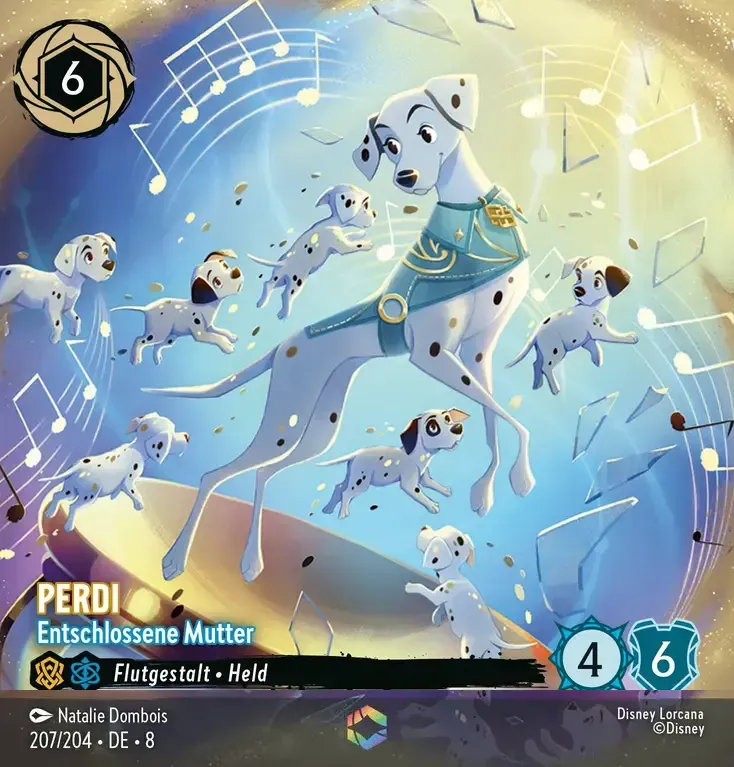 6
PERDI
Entschlossene Mutter
Flutgestalt • Held
4
6
Natalie Dombois
207/204 • DE • 8
Disney Lorcana
©Disney